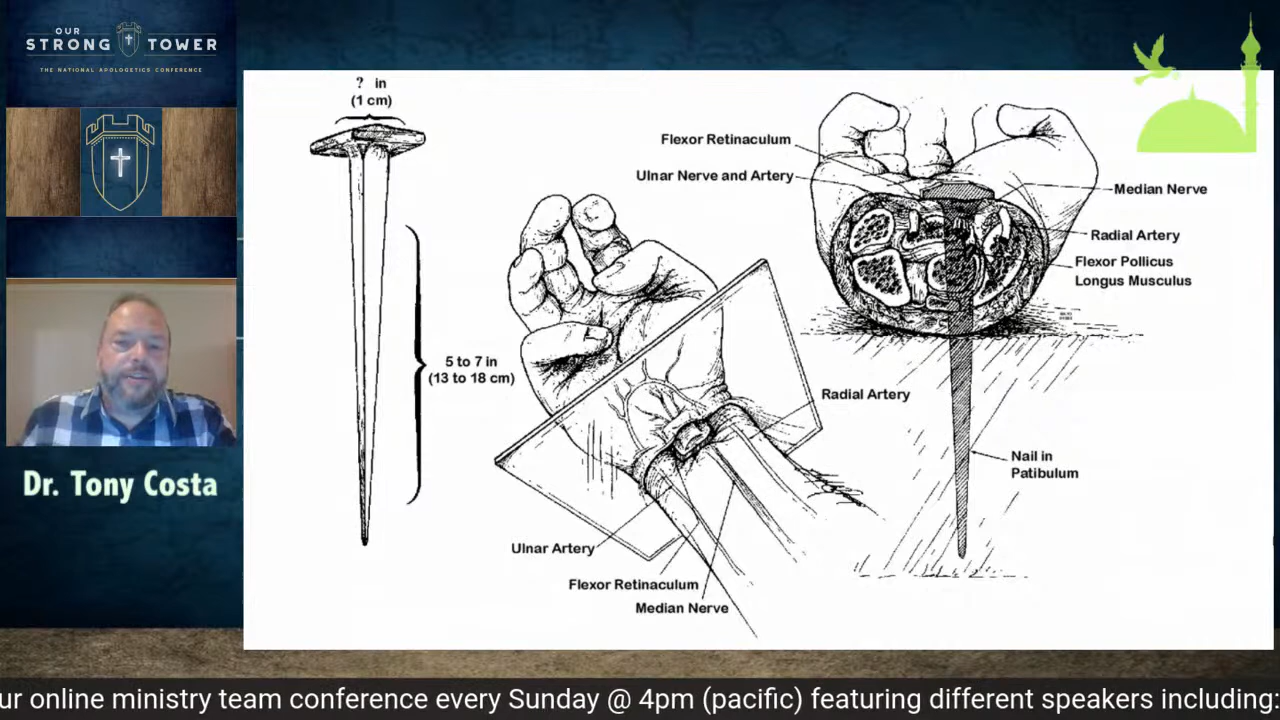 OUR
STRONG TOWER
THE NATIONAL APOLOGETICS CONFERENCE
Dr. Tony Costa
? in
(1 cm)
5 to 7 in
(13 to 18 cm)
Flexor Retinaculum
Ulnar Nerve and Artery
Median Nerve
Radial Artery
Flexor Pollicus
Longus Musculus
Radial Artery
Nail in
Patibulum
Ulnar Artery
Flexor Retinaculum
Median Nerve
ur online ministry team conference every Sunday @ 4pm (pacific) featuring different speakers including: